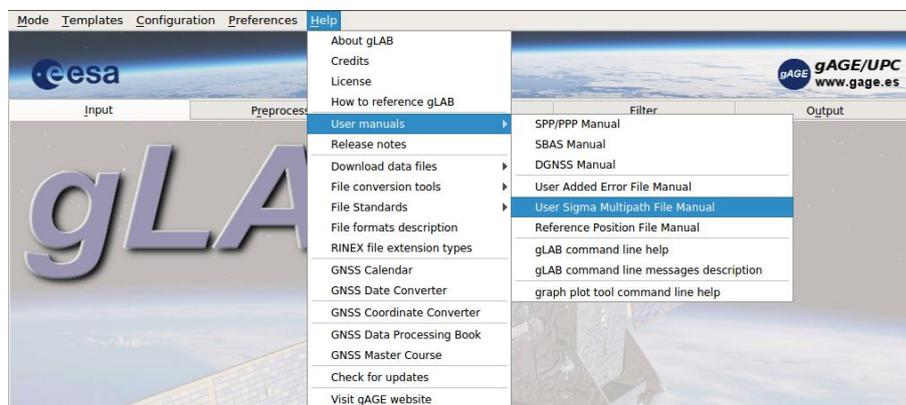 Mode Templates Configuration Preferences Help
esa
gAGE
gAGE/UPC
www.gage.es
Input
Filter
Output
gLA
About gLAB
Credits
License
How to reference gLAB
User manuals
Release notes
Download data files
File conversion tools
File Standards
File formats description
RINEX file extension types
GNSS Calendar
GNSS Date Converter
GNSS Coordinate Converter
GNSS Data Processing Book
GNSS Master Course
Check for updates
Visit gAGE website
SPP/PPP Manual
SBAS Manual
DGNSS Manual
User Added Error File Manual
User Sigma Multipath File Manual
Reference Position File Manual
gLAB command line help
gLAB command line messages description
graph plot tool command line help